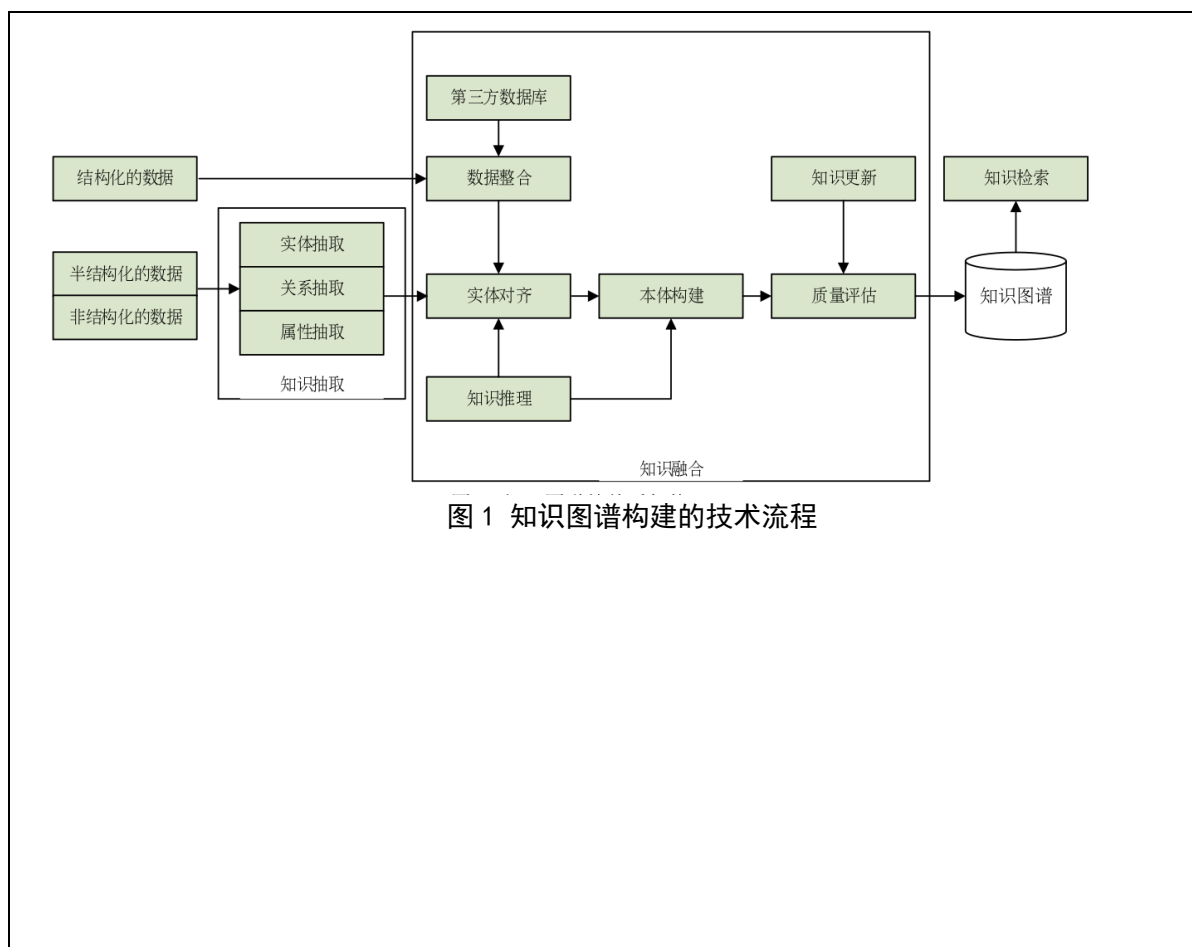 第三方数据库
结构化的数据
数据整合
知识更新
知识检索
半结构化的数据
非结构化的数据
实体抽取
关系抽取
属性抽取
知识抽取
实体对齐
本体构建
质量评估
知识图谱
知识推理
知识融合
图 1 知识图谱构建的技术流程